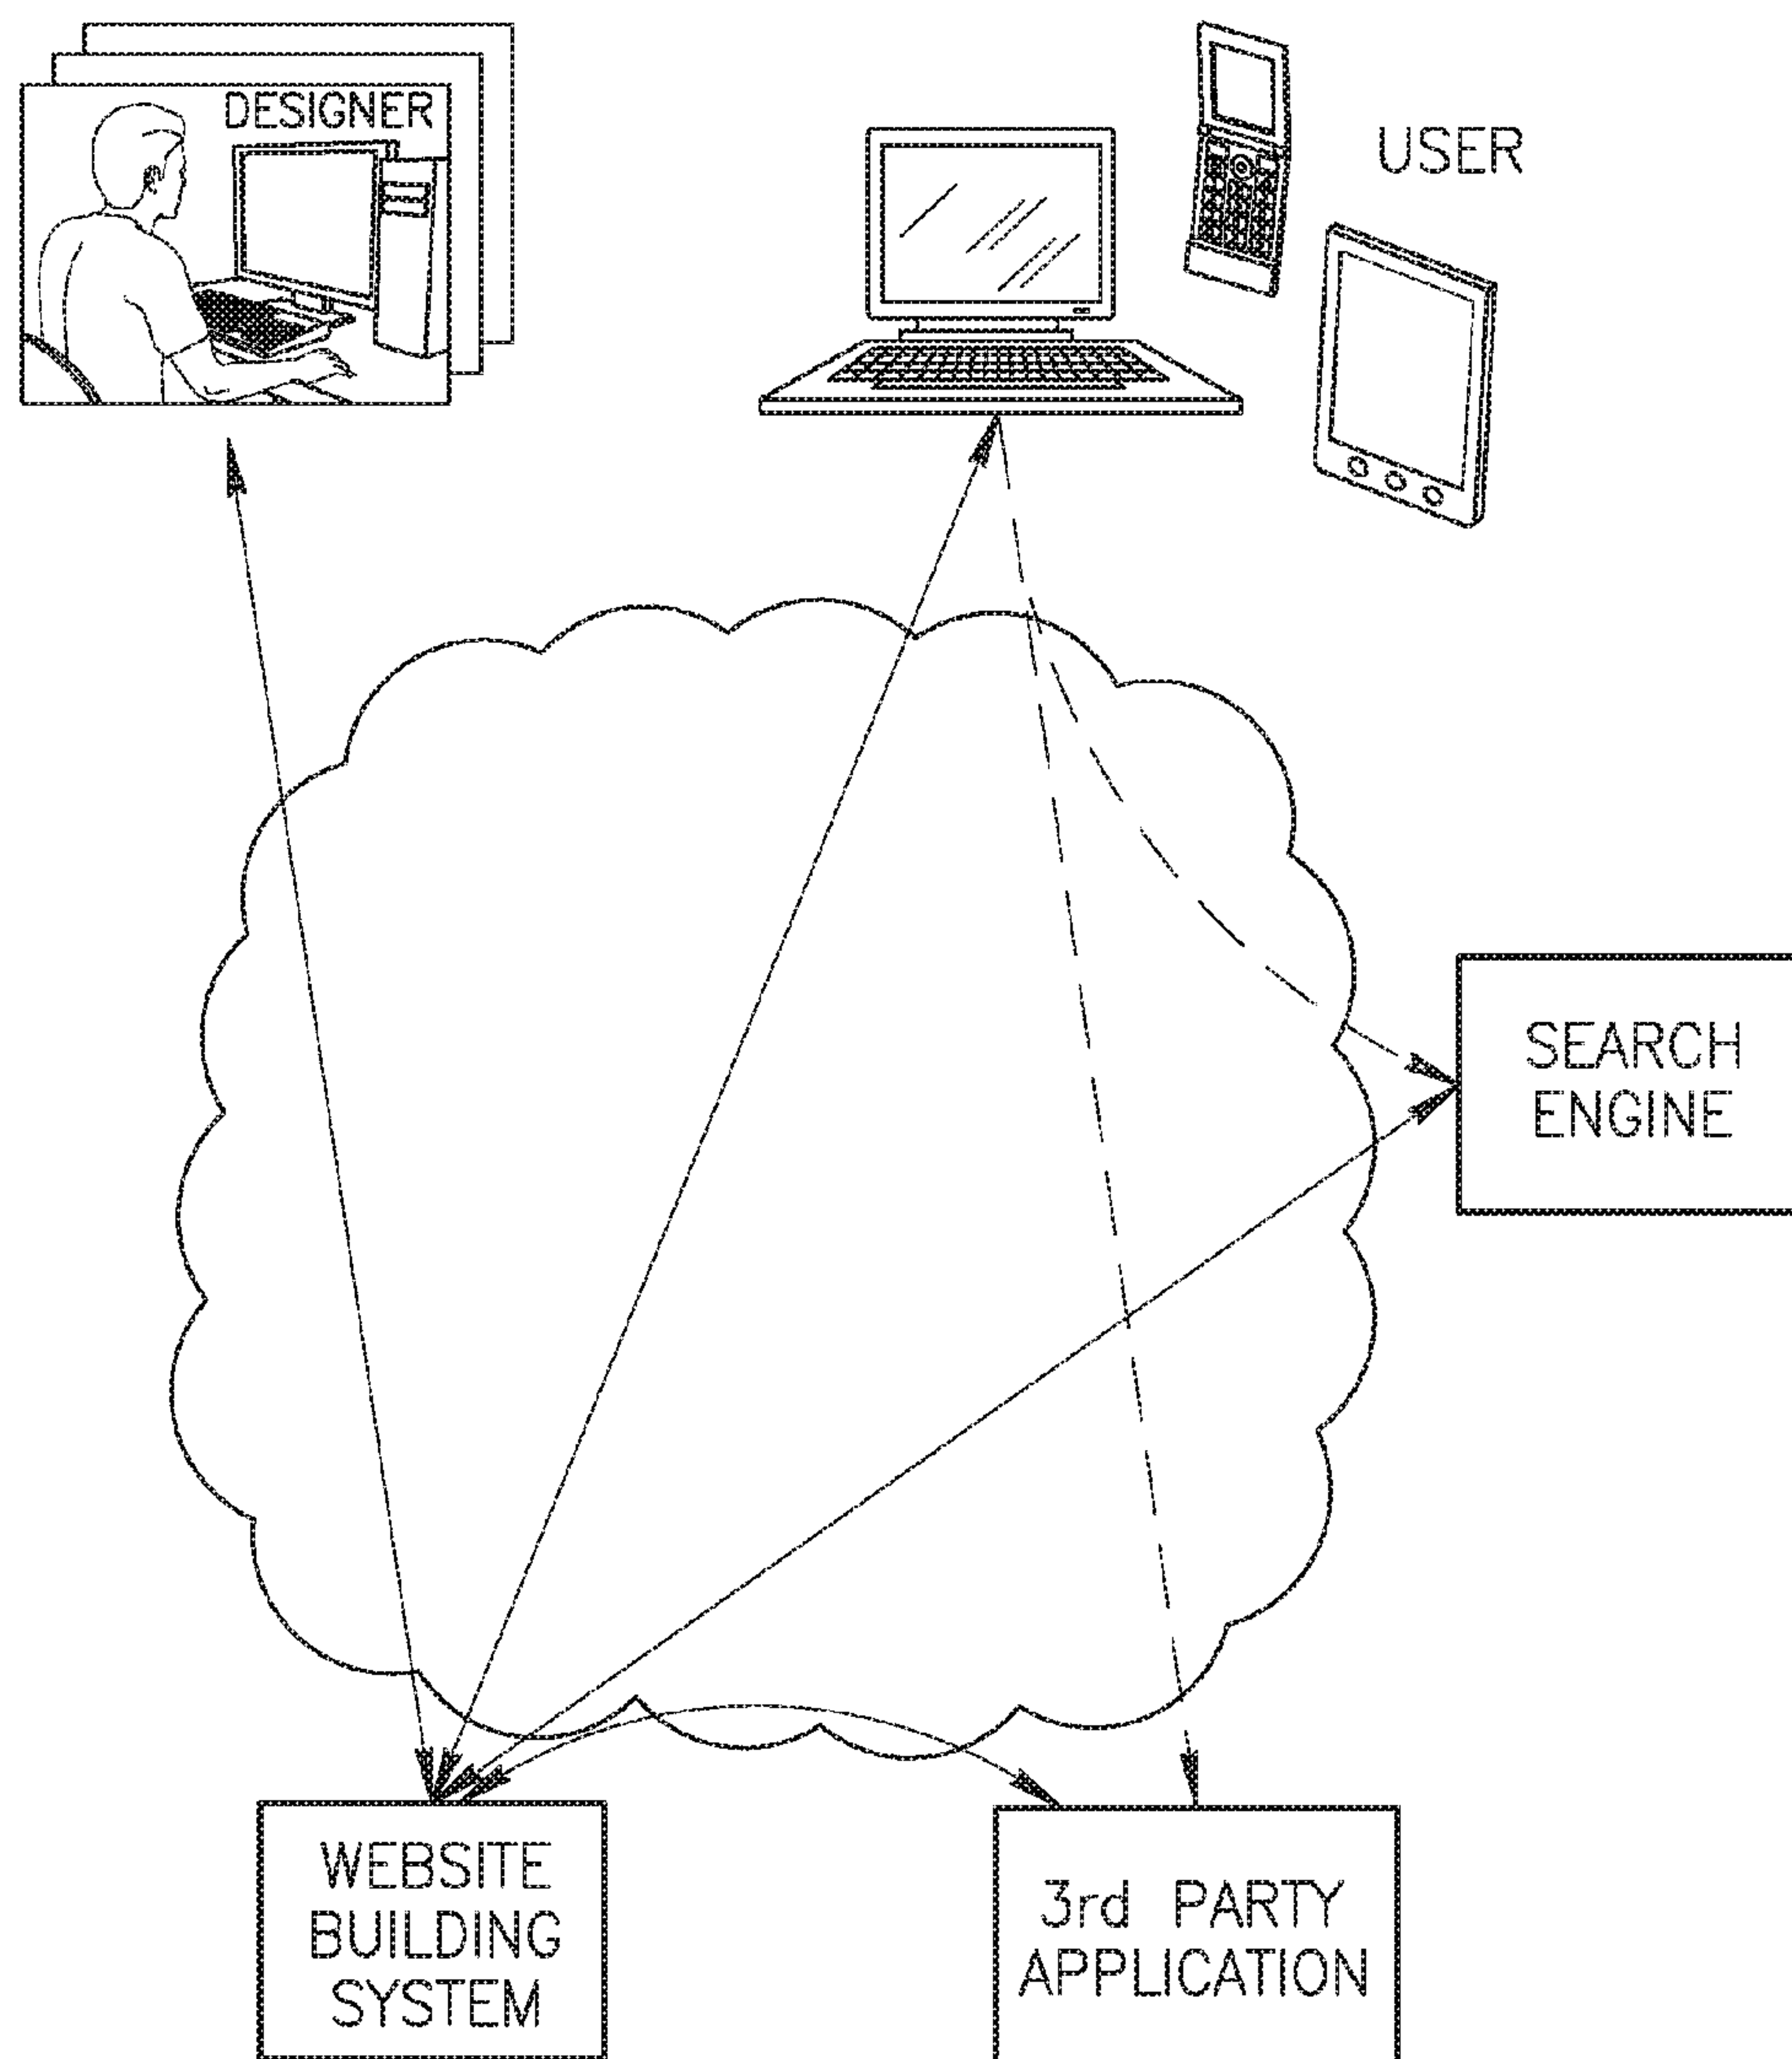 DESIGNER
USER
SEARCH
ENGINE
WEBSITE
BUILDING
SYSTEM
3rd PARTY
APPLICATION